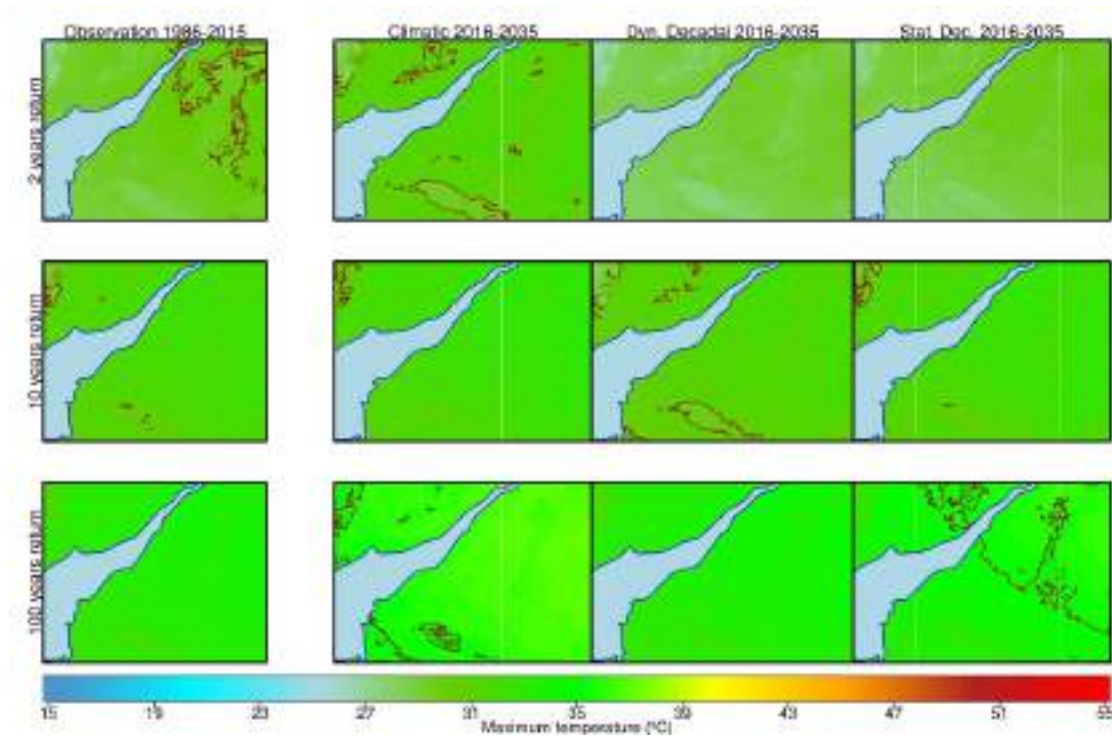 Observation 1986-2015 Climatic 2016-2035 Dyn. Decadal 2016-2035 Stat. Dec. 2016-2035
2 years return
10 years return
100 years return
15 19 23 27 31 35 39 43 47 51 55
Maximum temperature (ºC)